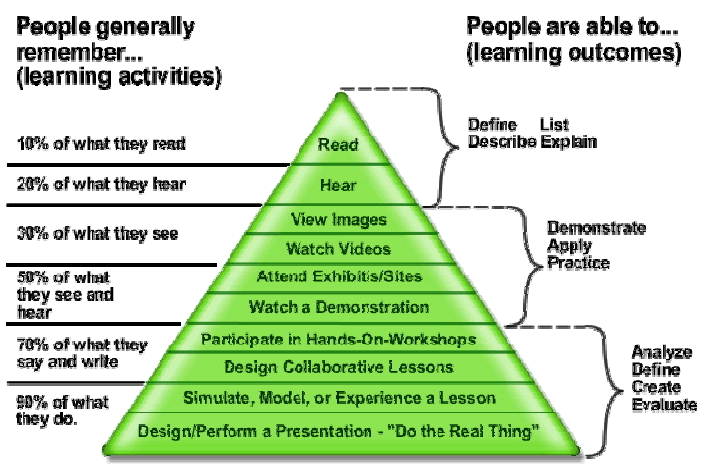 People generally
remember...
(learning activities)
People are able to...
(learning outcomes)
10% of what they read
20% of what they hear
30% of what they see
50% of what
they see and
hear
70% of what they
say and write
90% of what
they do.
Read
Hear
View Images
Watch Videos
Attend Exhibitis/Sites
Watch a Demonstration
Participate in Hands-On-Workshops
Design Collaborative Lessons
Simulate, Model, or Experience a Lesson
Design/Perform a Presentation - "Do the Real Thing"
Define List
Describe Explain
Demonstrate
Apply
Practice
Analyze
Define
Create
Evaluate